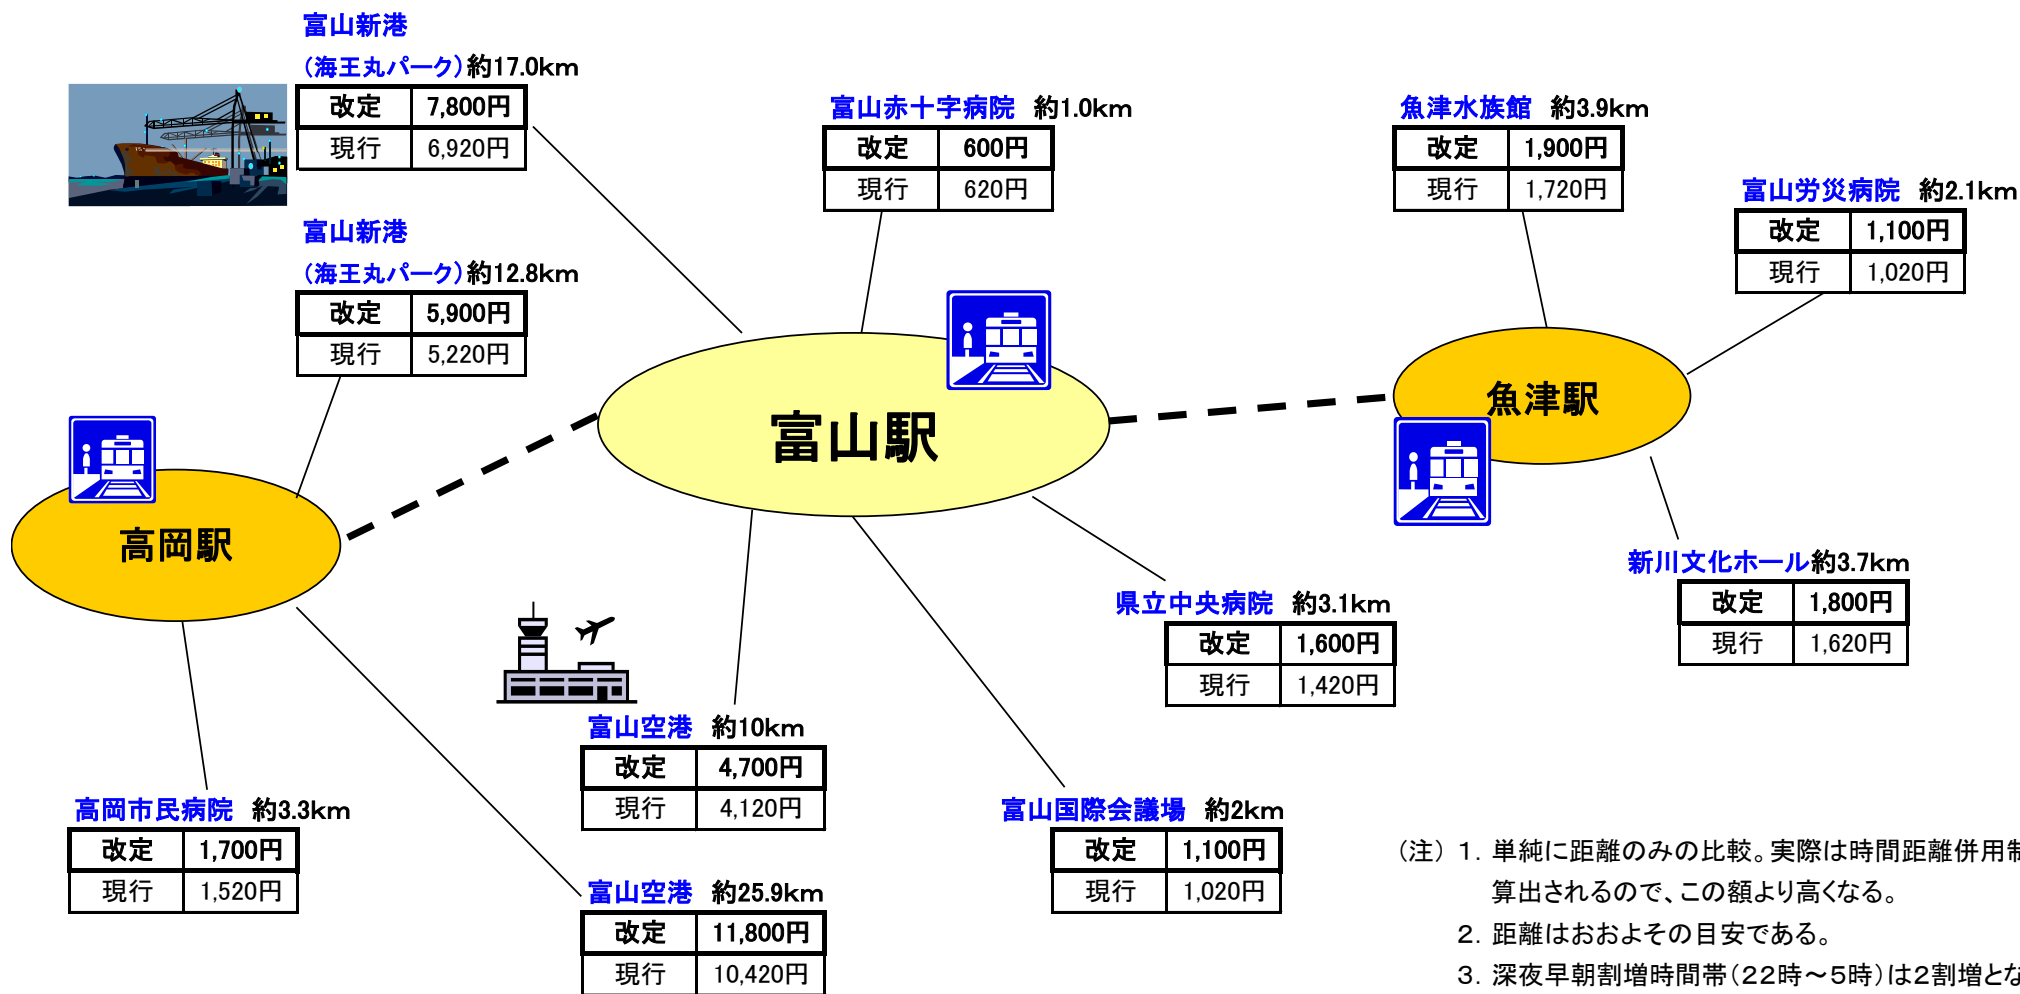 富山新港
（海王丸パーク）約17.0km
改定 7,800円
現行 6,920円
富山赤十字病院 約1.0km
改定 600円
現行 620円
魚津水族館 約3.9km
改定 1,900円
現行 1,720円
富山労災病院 約2.1km
改定 1,100円
現行 1,020円
富山新港
（海王丸パーク）約12.8km
改定 5,900円
現行 5,220円
富山駅
魚津駅
高岡駅
新川文化ホール約3.7km
改定 1,800円
現行 1,620円
県立中央病院 約3.1km
改定 1,600円
現行 1,420円
富山空港 約10km
改定 4,700円
現行 4,120円
高岡市民病院 約3.3km
改定 1,700円
現行 1,520円
富山国際会議場 約2km
改定 1,100円
現行 1,020円
富山空港 約25.9km
改定 11,800円
現行 10,420円
（注）１．単純に距離のみの比較。実際は時間距離併用制
算出されるので、この額より高くなる。
２．距離はおおよその目安である。
３．深夜早朝割増時間帯（22時～5時）は２割増とな